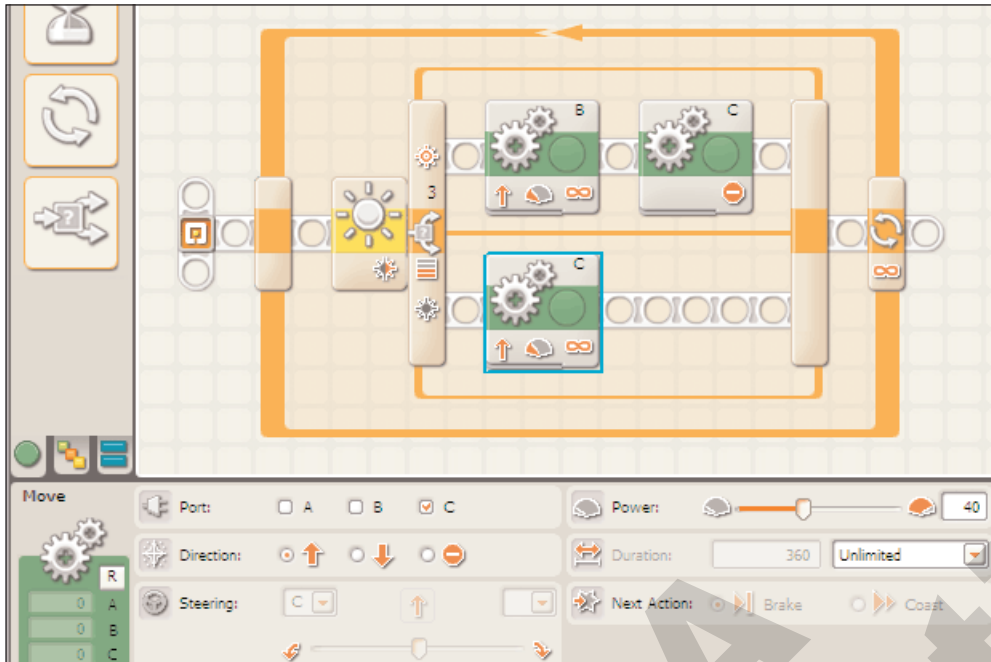 B
C
3
C
Move
R
0 A
0 B
0 C
Port: A B C
Direction:
Steering: C
Power: 40
Duration: 360 Unlimited
Next Action: Brake Coast